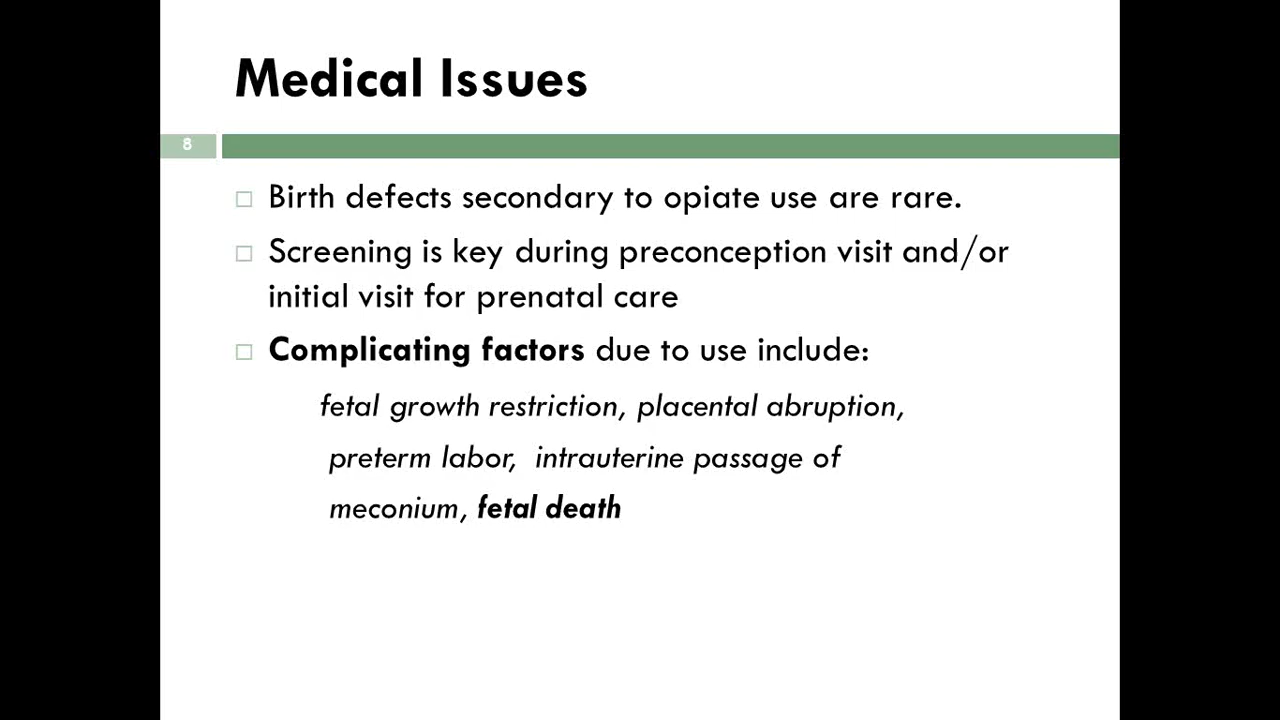 Medical Issues
8
Birth defects secondary to opiate use are rare.
Screening is key during preconception visit and/or
initial visit for prenatal care
Complicating factors due to use include:
fetal growth restriction, placental abruption,
preterm labor, intrauterine passage of
meconium, fetal death